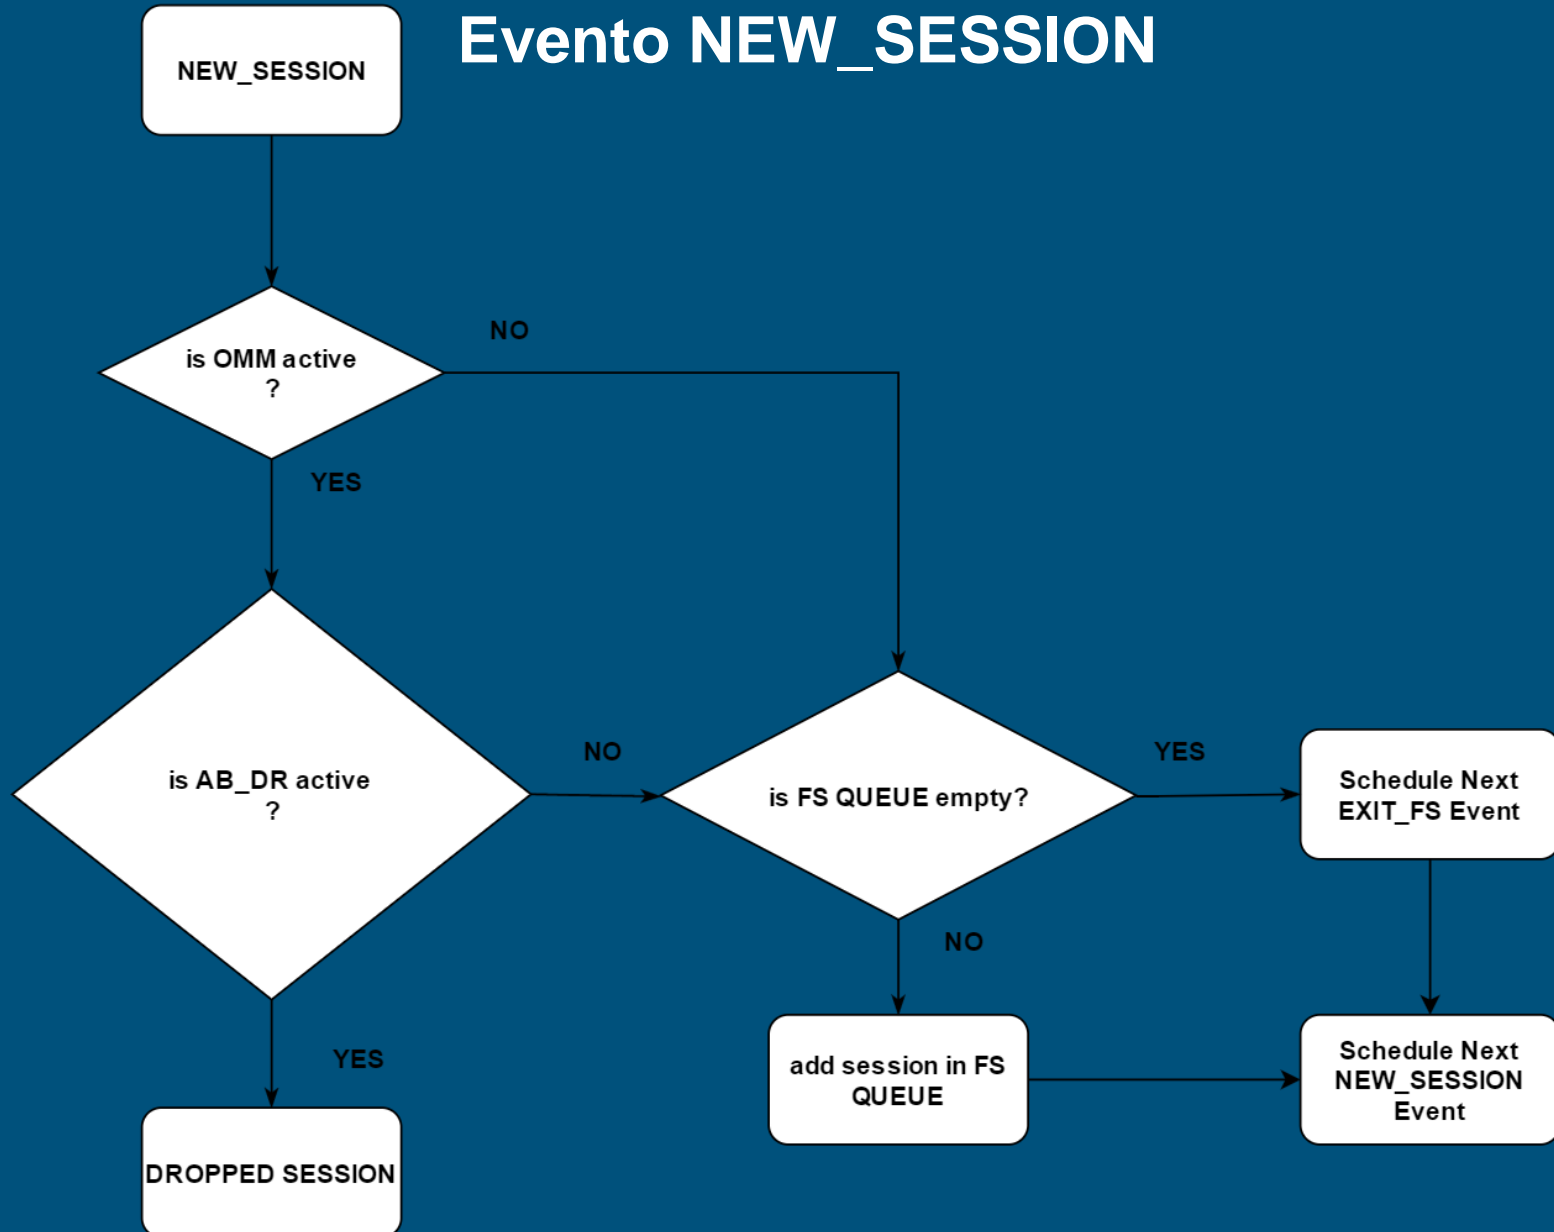 Evento NEW_SESSION
NEW_SESSION
is OMM active
?
NO
YES
is AB_DR active
?
NO
is FS QUEUE empty?
YES
Schedule Next
EXIT_FS Event
NO
YES
add session in FS
QUEUE
Schedule Next
NEW_SESSION
Event
DROPPED SESSION